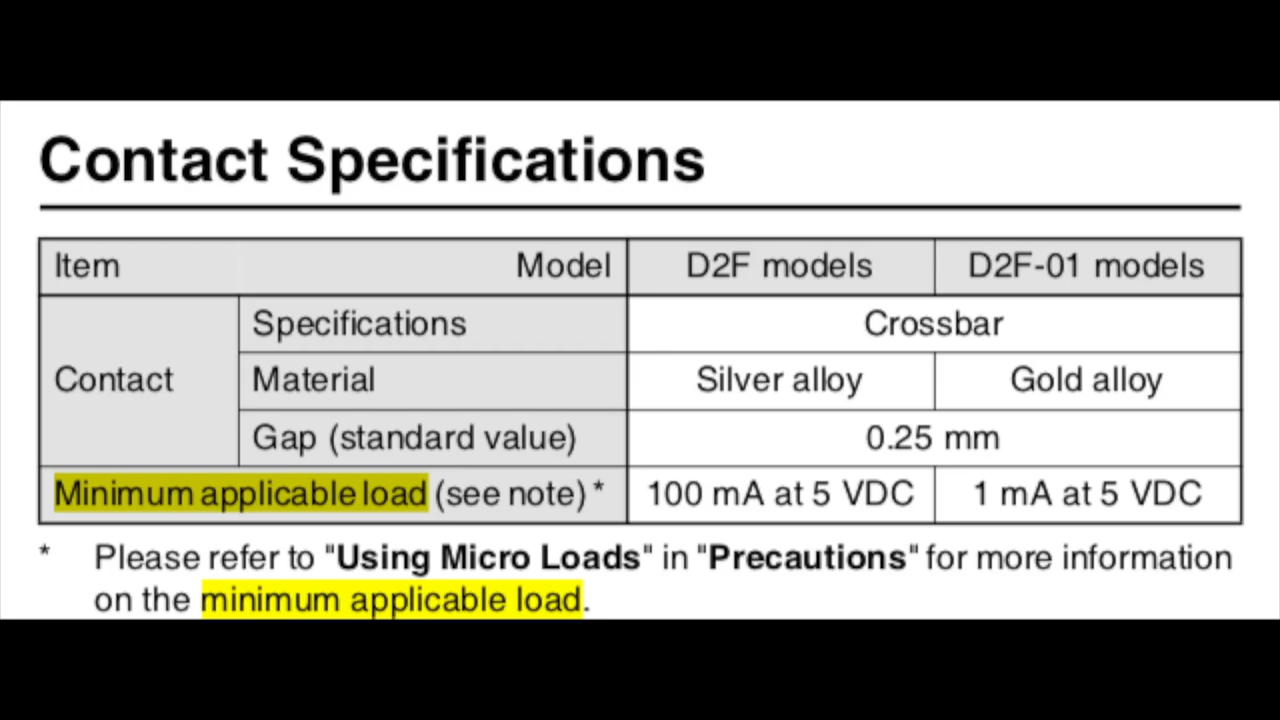 Contact Specifications
Item Model D2F models D2F-01 models
Contact Specifications Crossbar
Material Silver alloy Gold alloy
Gap (standard value) 0.25 mm
Minimum applicable load (see note) * 100 mA at 5 VDC 1 mA at 5 VDC
* Please refer to "Using Micro Loads" in "Precautions" for more information
on the minimum applicable load.